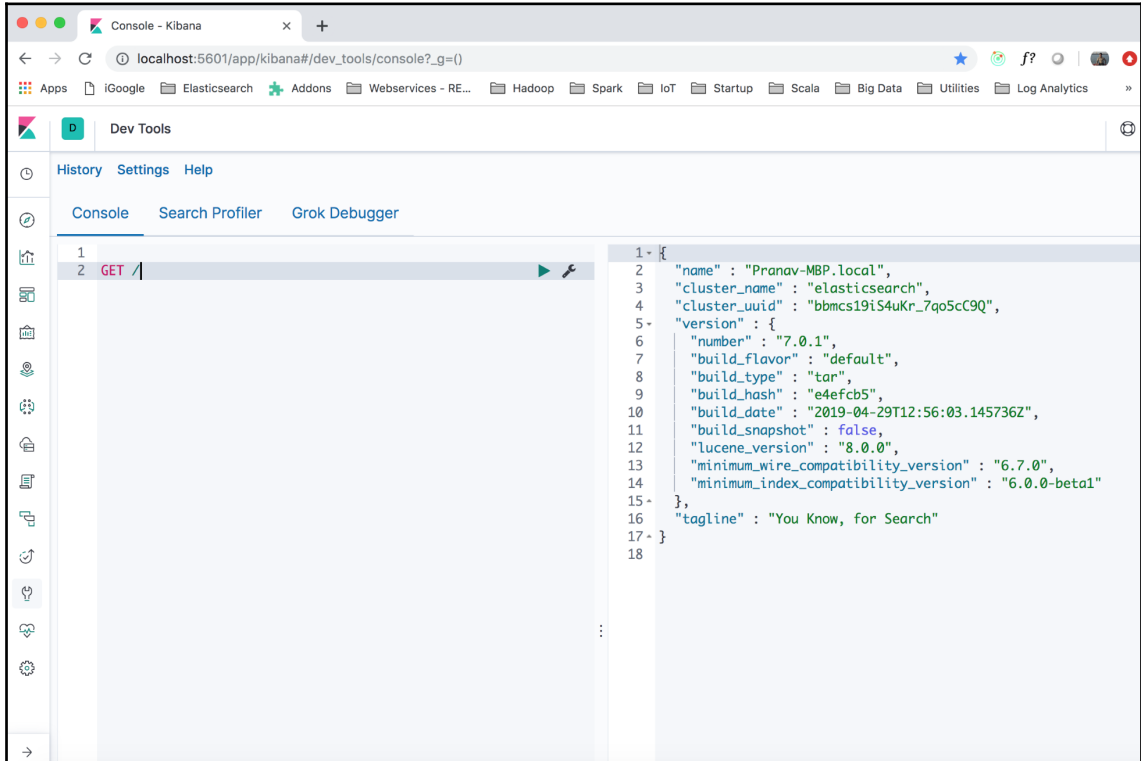 Console - Kibana
localhost:5601/app/kibana#/dev_tools/console?_g=()
f?
Apps iGoogle Elasticsearch Addons Webservices - RE... Hadoop Spark IoT Startup Scala Big Data Utilities Log Analytics »
D Dev Tools
History Settings Help
Console Search Profiler Grok Debugger
1
2 GET /
1 {
2 "name" : "Pranav-MBP.local",
3 "cluster_name" : "elasticsearch",
4 "cluster_uuid" : "bbmcs19iS4uKr_7qo5cC9Q",
5 "version" : {
6 "number" : "7.0.1",
7 "build_flavor" : "default",
8 "build_type" : "tar",
9 "build_hash" : "e4efcb5",
10 "build_date" : "2019-04-29T12:56:03.145736Z",
11 "build_snapshot" : false,
12 "lucene_version" : "8.0.0",
13 "minimum_wire_compatibility_version" : "6.7.0",
14 "minimum_index_compatibility_version" : "6.0.0-beta1"
15 },
16 "tagline" : "You Know, for Search"
17 }
18